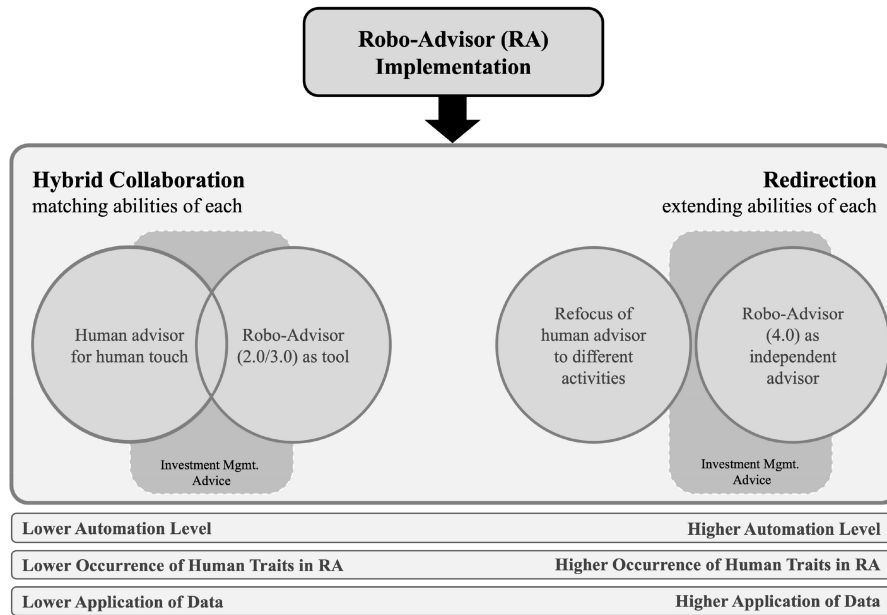 Robo-Advisor (RA)
Implementation
Hybrid Collaboration
matching abilities of each
Redirection
extending abilities of each
Human advisor
for human touch
Robo-Advisor
(2.0/3.0) as tool
Investment Mgmt.
Advice
Refocus of
human advisor
to different
activities
Robo-Advisor
(4.0) as
independent
advisor
Investment Mgmt.
Advice
Lower Automation Level
Higher Automation Level
Lower Occurrence of Human Traits in RA
Higher Occurrence of Human Traits in RA
Lower Application of Data
Higher Application of Data